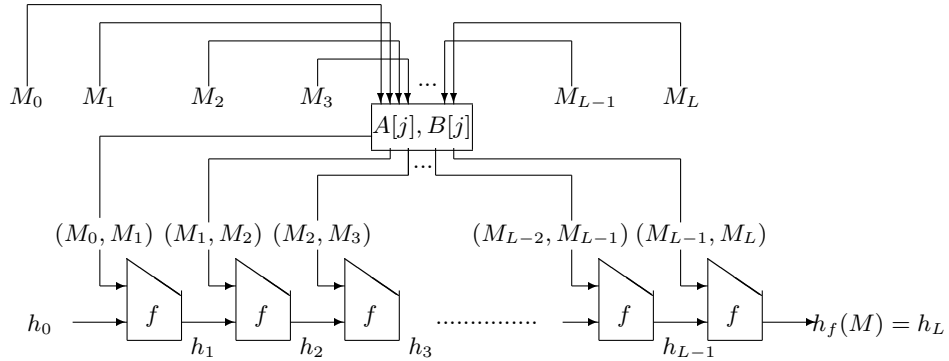 ...
M_0 M_1 M_2 M_3 M_{L-1} M_L
A[j], B[j]
...
(M_0, M_1) (M_1, M_2) (M_2, M_3) (M_{L-2}, M_{L-1}) (M_{L-1}, M_L)
h_0 f f f ............... f f h_f(M) = h_L
h_1 h_2 h_3 h_{L-1}